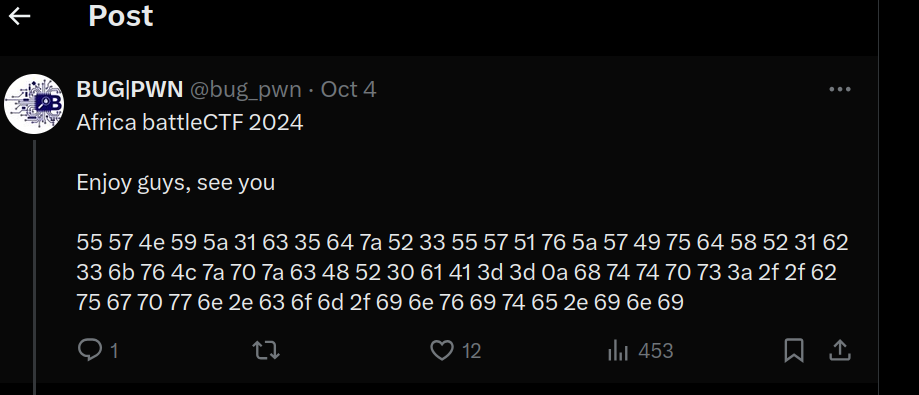 Post
BUG|PWN @bug_pwn · Oct 4
Africa battleCTF 2024
Enjoy guys, see you
55 57 4e 59 5a 31 63 35 64 7a 52 33 55 57 51 76 5a 57 49 75 64 58 52 31 62
33 6b 76 4c 7a 70 7a 63 48 52 30 61 41 3d 3d 0a 68 74 74 70 73 3a 2f 2f 62
75 67 70 77 6e 2e 63 6f 6d 2f 69 6e 76 69 74 65 2e 69 6e 69
1 12 453